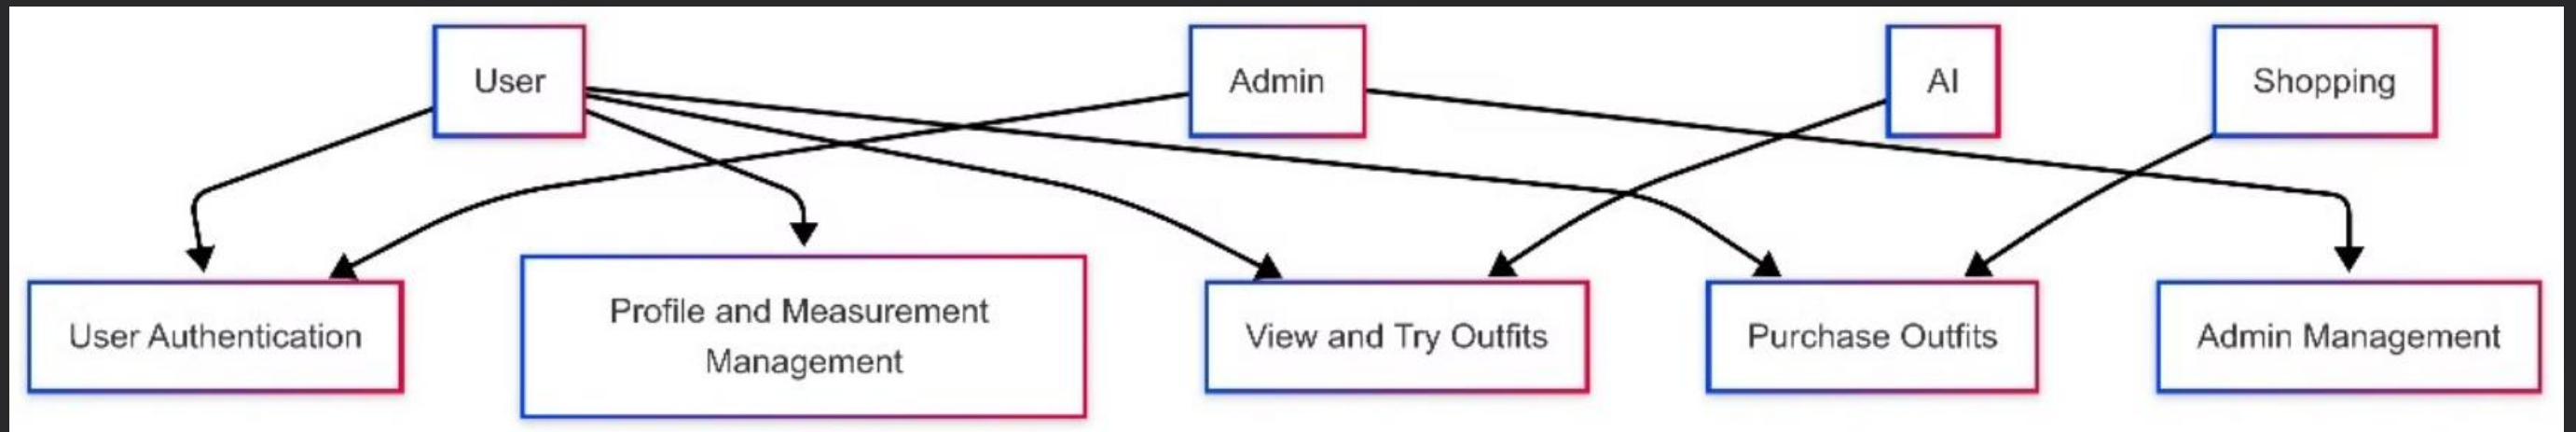 User
Admin
AI
Shopping
User Authentication
Profile and Measurement
Management
View and Try Outfits
Purchase Outfits
Admin Management